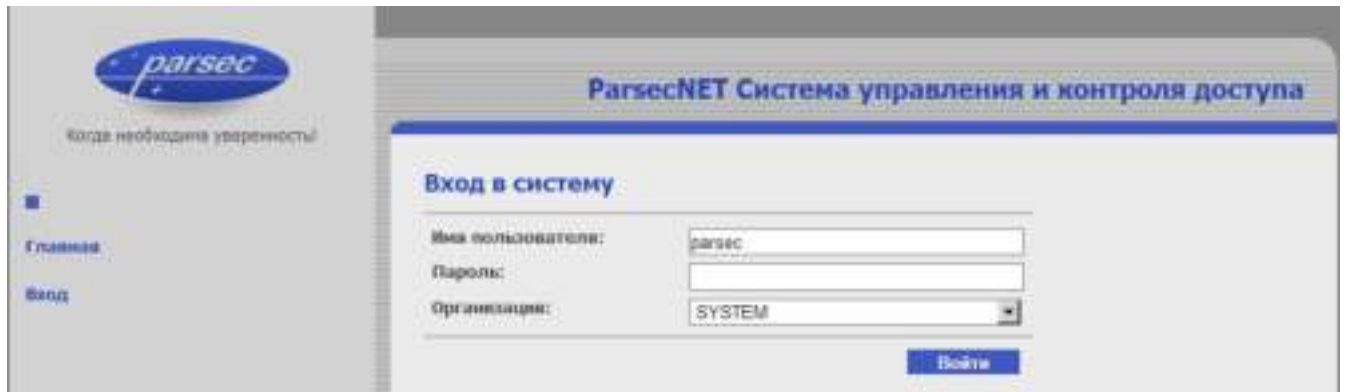 parsec
Когда необходима уверенность!
Главная
Вход
ParsecNET Система управления и контроля доступа
Вход в систему
Имя пользователя:
parsec
Пароль:
Организация:
SYSTEM
Войти